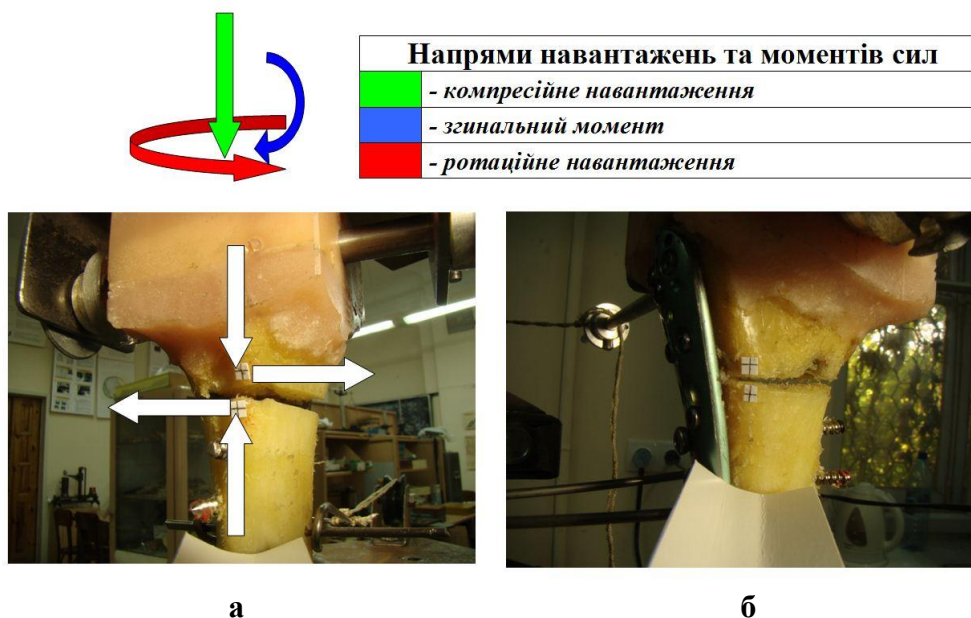 Напрями навантажень та моментів сил
- компресійне навантаження
- згинальний момент
- ротаційне навантаження
а
б